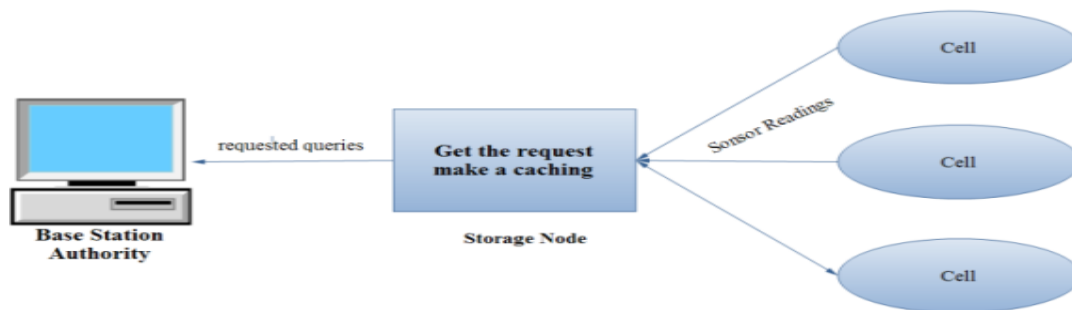 Cell
requested queries
Sonsor Readings
Get the request
make a caching
Cell
Base Station
Authority
Storage Node
Cell